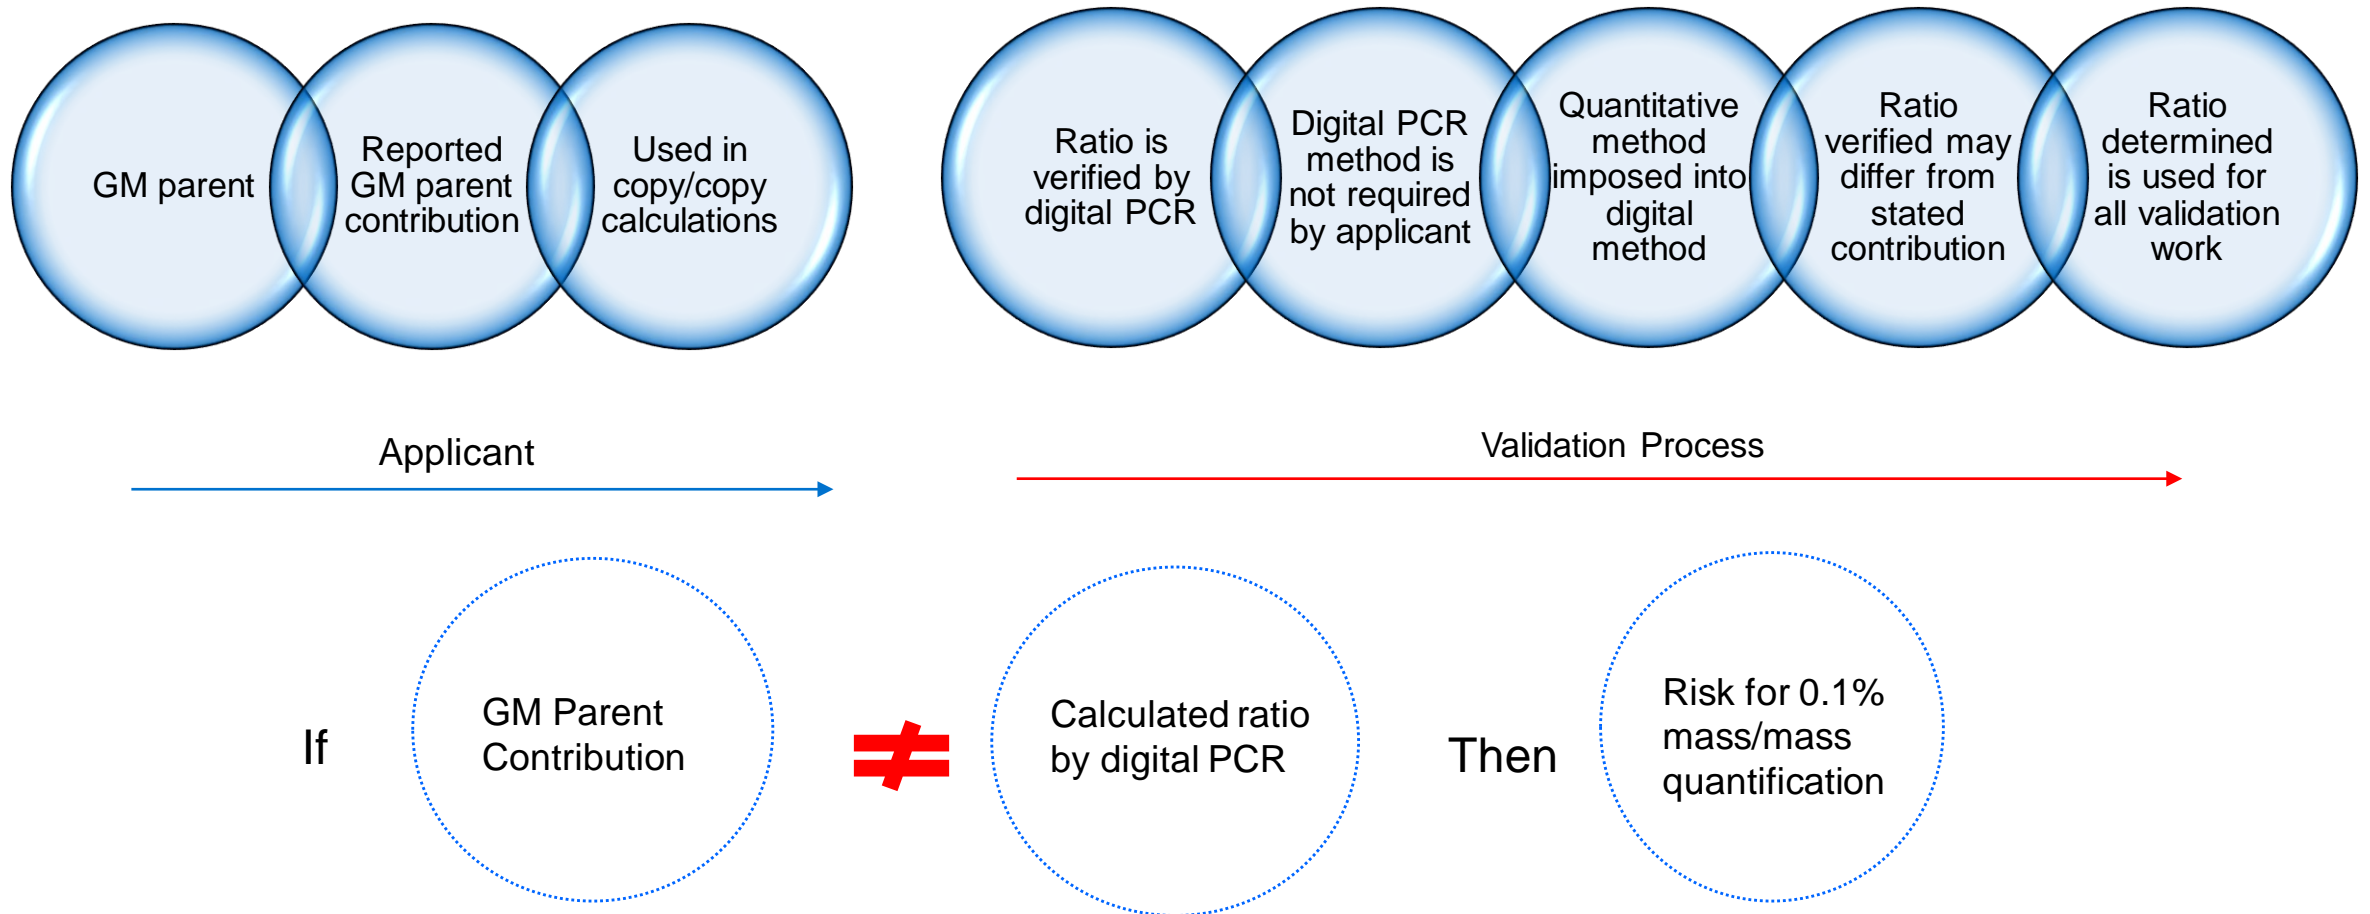 GM parent
Reported
GM parent
contribution
Used in
copy/copy
calculations
Ratio is
verified by
digital PCR
Digital PCR
method is
not required
by applicant
Quantitative
method
imposed into
digital
method
Ratio
verified may
differ from
stated
contribution
Ratio
determined
is used for
all validation
work
Applicant
Validation Process
If
GM Parent
Contribution
≠
Calculated ratio
by digital PCR
Then
Risk for 0.1%
mass/mass
quantification